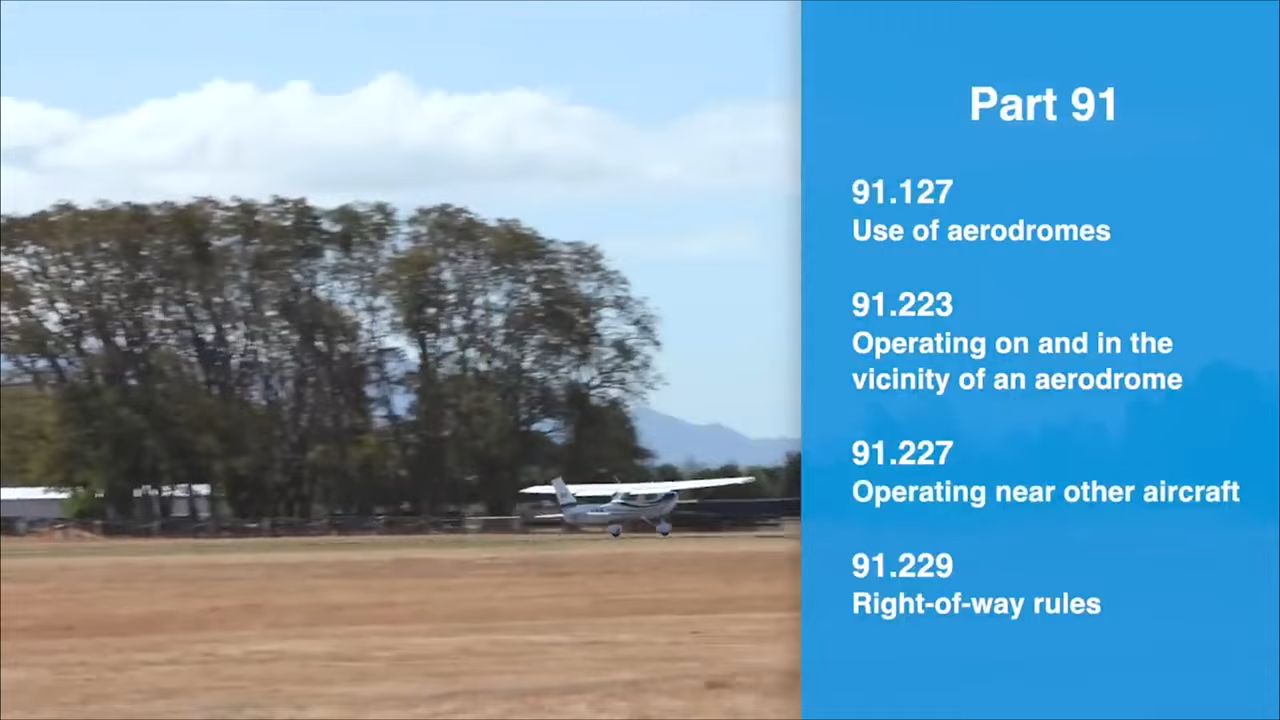 Part 91
91.127
Use of aerodromes
91.223
Operating on and in the
vicinity of an aerodrome
91.227
Operating near other aircraft
91.229
Right-of-way rules